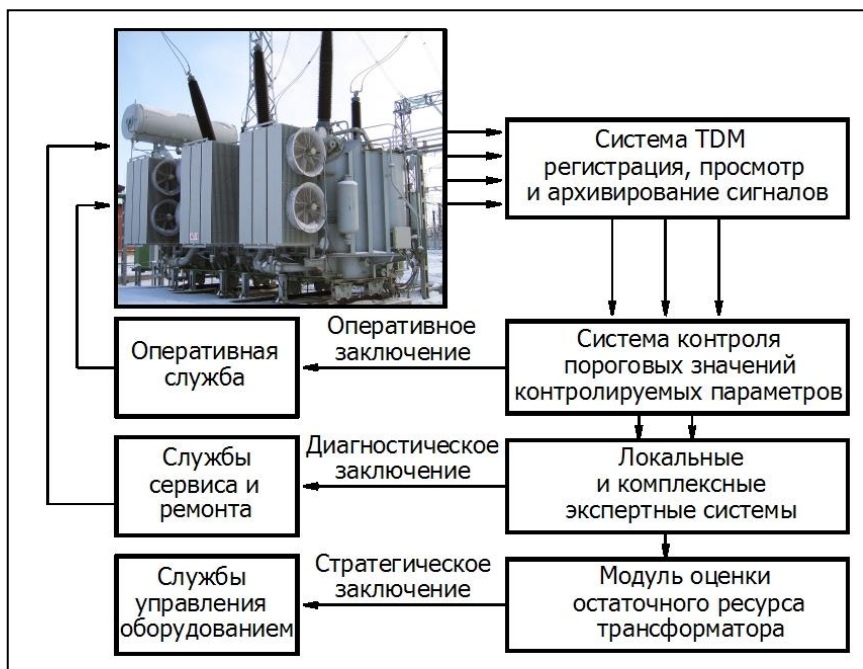 Система TDM
регистрация, просмотр
и архивирование сигналов
Оперативная
служба
Оперативное
заключение
Система контроля
пороговых значений
контролируемых параметров
Службы
сервиса и
ремонта
Диагностическое
заключение
Локальные
и комплексные
экспертные системы
Службы
управления
оборудованием
Стратегическое
заключение
Модуль оценки
остаточного ресурса
трансформатора